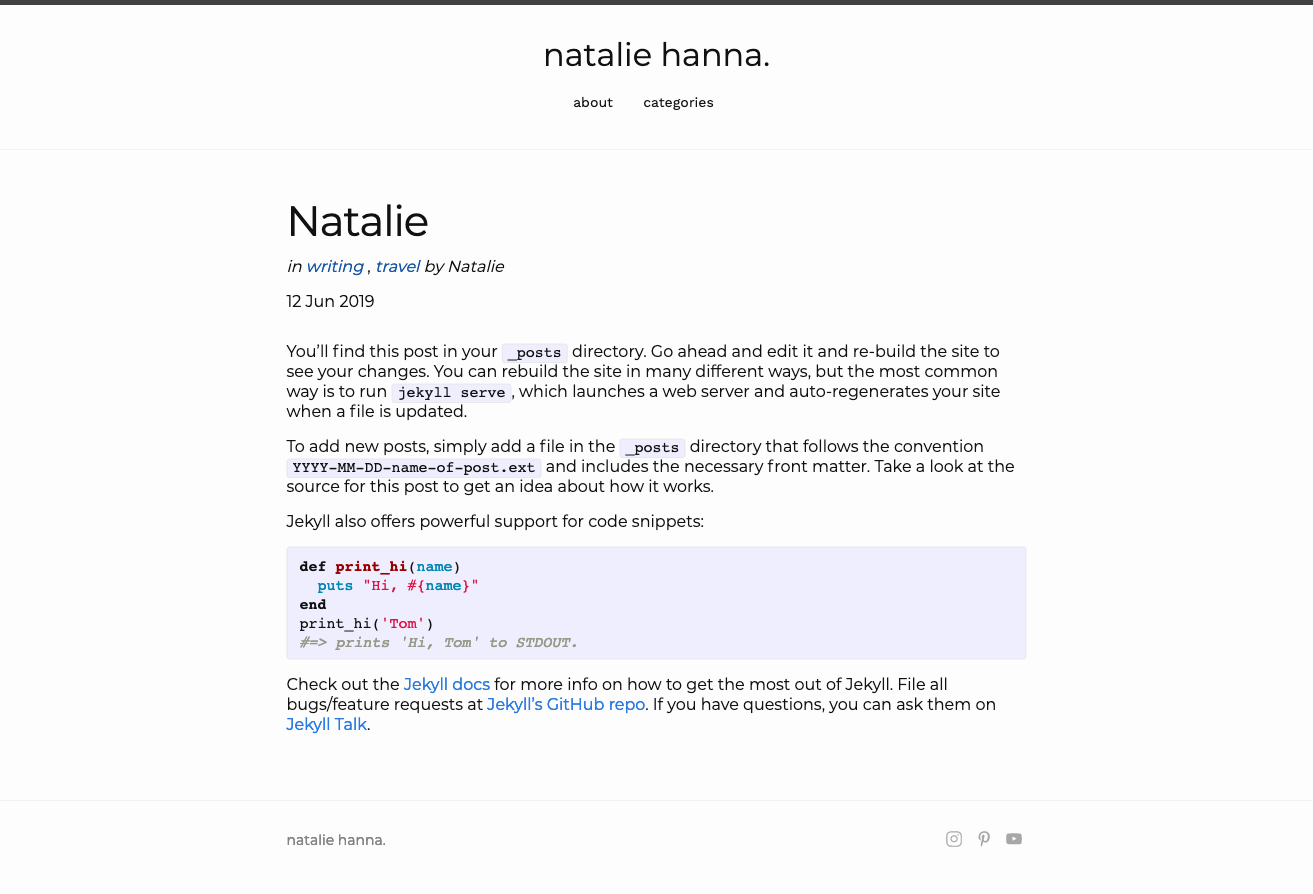 natalie hanna.
about categories
Natalie
in writing , travel by Natalie
12 Jun 2019
You’ll find this post in your _posts directory. Go ahead and edit it and re-build the site to
see your changes. You can rebuild the site in many different ways, but the most common
way is to run jekyll serve, which launches a web server and auto-regenerates your site
when a file is updated.
To add new posts, simply add a file in the _posts directory that follows the convention
YYYY-MM-DD-name-of-post.ext and includes the necessary front matter. Take a look at the
source for this post to get an idea about how it works.
Jekyll also offers powerful support for code snippets:
def print_hi(name)
  puts "Hi, #{name}"
end
print_hi('Tom')
#=> prints 'Hi, Tom' to STDOUT.
Check out the Jekyll docs for more info on how to get the most out of Jekyll. File all
bugs/feature requests at Jekyll’s GitHub repo. If you have questions, you can ask them on
Jekyll Talk.
natalie hanna.